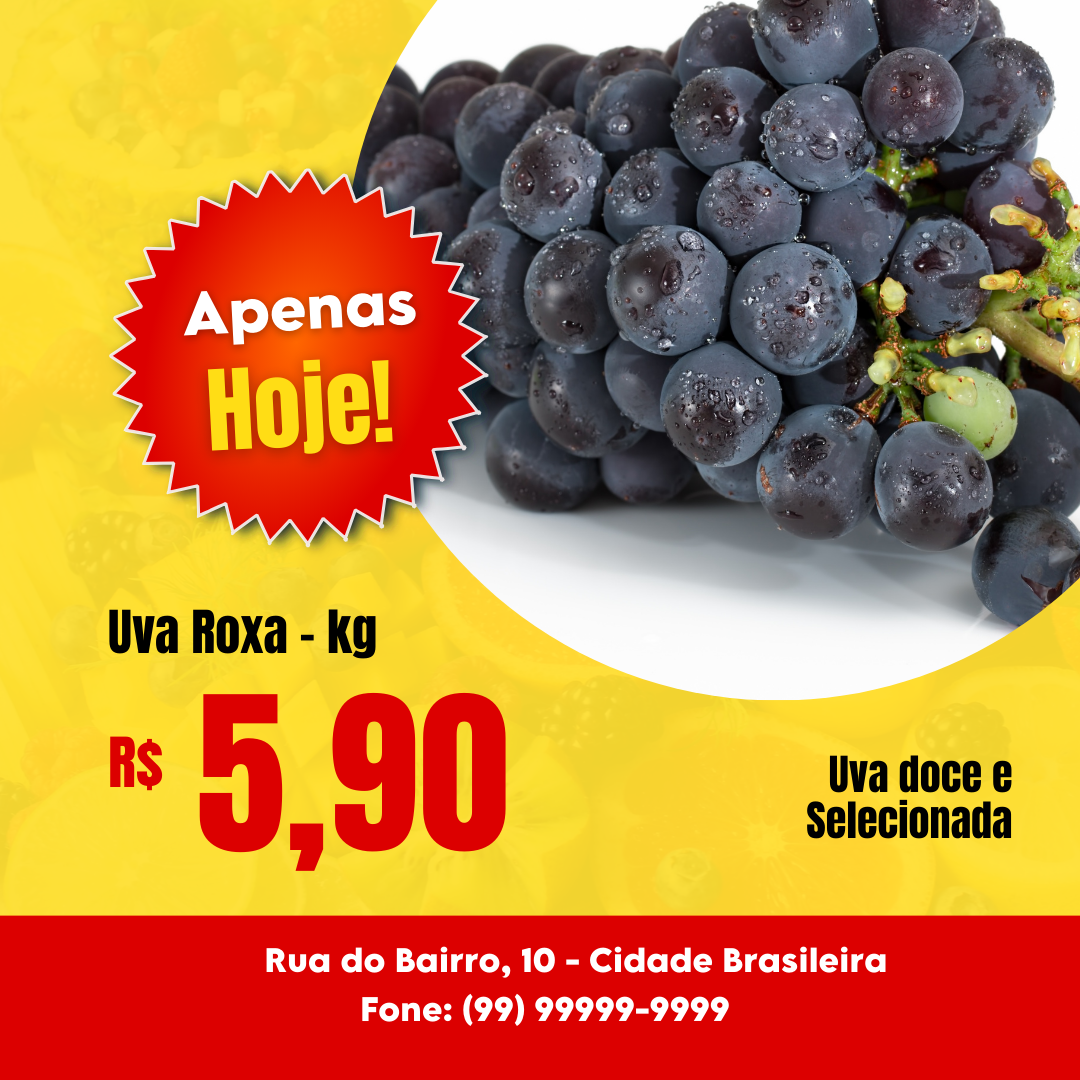 Apenas
Hoje!
Uva Roxa - kg
R$ 5,90
Uva doce e
Selecionada
Rua do Bairro, 10 - Cidade Brasileira
Fone: (99) 99999-9999